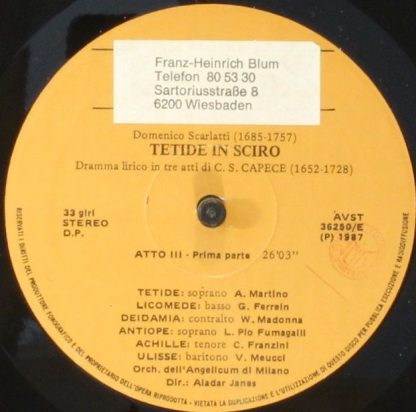 Franz-Heinrich Blum
Telefon 80 53 30
Sartoriusstraße 8
6200 Wiesbaden
Domenico Scarlatti (1685-1757)
TETIDE IN SCIRO
Dramma lirico in tre atti di C. S. CAPECE (1652-1728)
33 giri
STEREO
D.P.
AVST
36250/E
(P) 1987
ATTO III - Prima parte 26'03"
TETIDE: soprano A. Martino
LICOMEDE: basso G. Ferrein
DEIDAMIA: contralto W. Madonna
ANTIOPE: soprano L. Pio Fumagalli
ACHILLE: tenore C. Franzini
ULISSE: baritono V. Meucci
Orch. dell'Angelicum di Milano
Dir.: Aladar Janes
RISERVATI I DIRITTI DEL PRODUTTORE FONOGRAFICO E DEL PROPRIETARIO DELL'OPERA RIPRODOTTA - VIETATA LA DUPLICAZIONE E L'UTILIZZAZIONE DI QUESTO DISCO PER PUBBLICA ESECUZIONE E RADIODIFFUSIONE